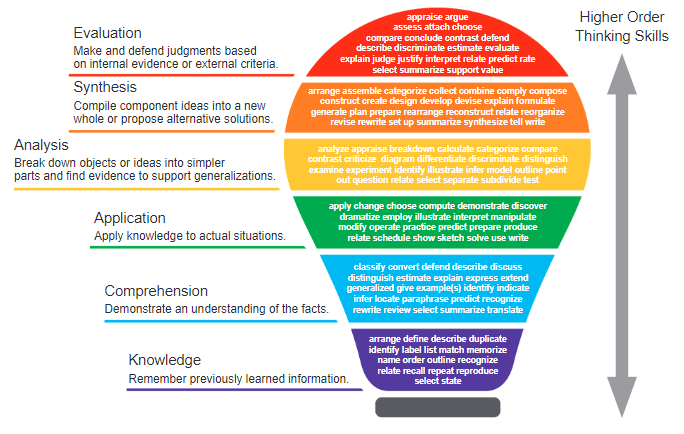 Higher Order
Thinking Skills
Evaluation
Make and defend judgments based
on internal evidence or external criteria.
appraise argue
assess attach choose
compare conclude contrast defend
describe discriminate estimate evaluate
explain judge justify interpret relate predict rate
select summarize support value
Synthesis
Compile component ideas into a new
whole or propose alternative solutions.
arrange assemble categorize collect combine comply compose
construct create design develop devise explain formulate
generate plan prepare rearrange reconstruct relate reorganize
revise rewrite set up summarize synthesize tell write
Analysis
Break down objects or ideas into simpler
parts and find evidence to support generalizations.
analyze appraise breakdown calculate categorize compare
contrast criticize diagram differentiate discriminate distinguish
examine experiment identify illustrate infer model outline point
out question relate select separate subdivide test
Application
Apply knowledge to actual situations.
apply change choose compute demonstrate discover
dramatize employ illustrate interpret manipulate
modify operate practice predict prepare produce
relate schedule show sketch solve use write
Comprehension
Demonstrate an understanding of the facts.
classify convert defend describe discuss
distinguish estimate explain express extend
generalized give example(s) identify indicate
infer locate paraphrase predict recognize
rewrite review select summarize translate
Knowledge
Remember previously learned information.
arrange define describe duplicate
identify label list match memorize
name order outline recognize
relate recall repeat reproduce
select state